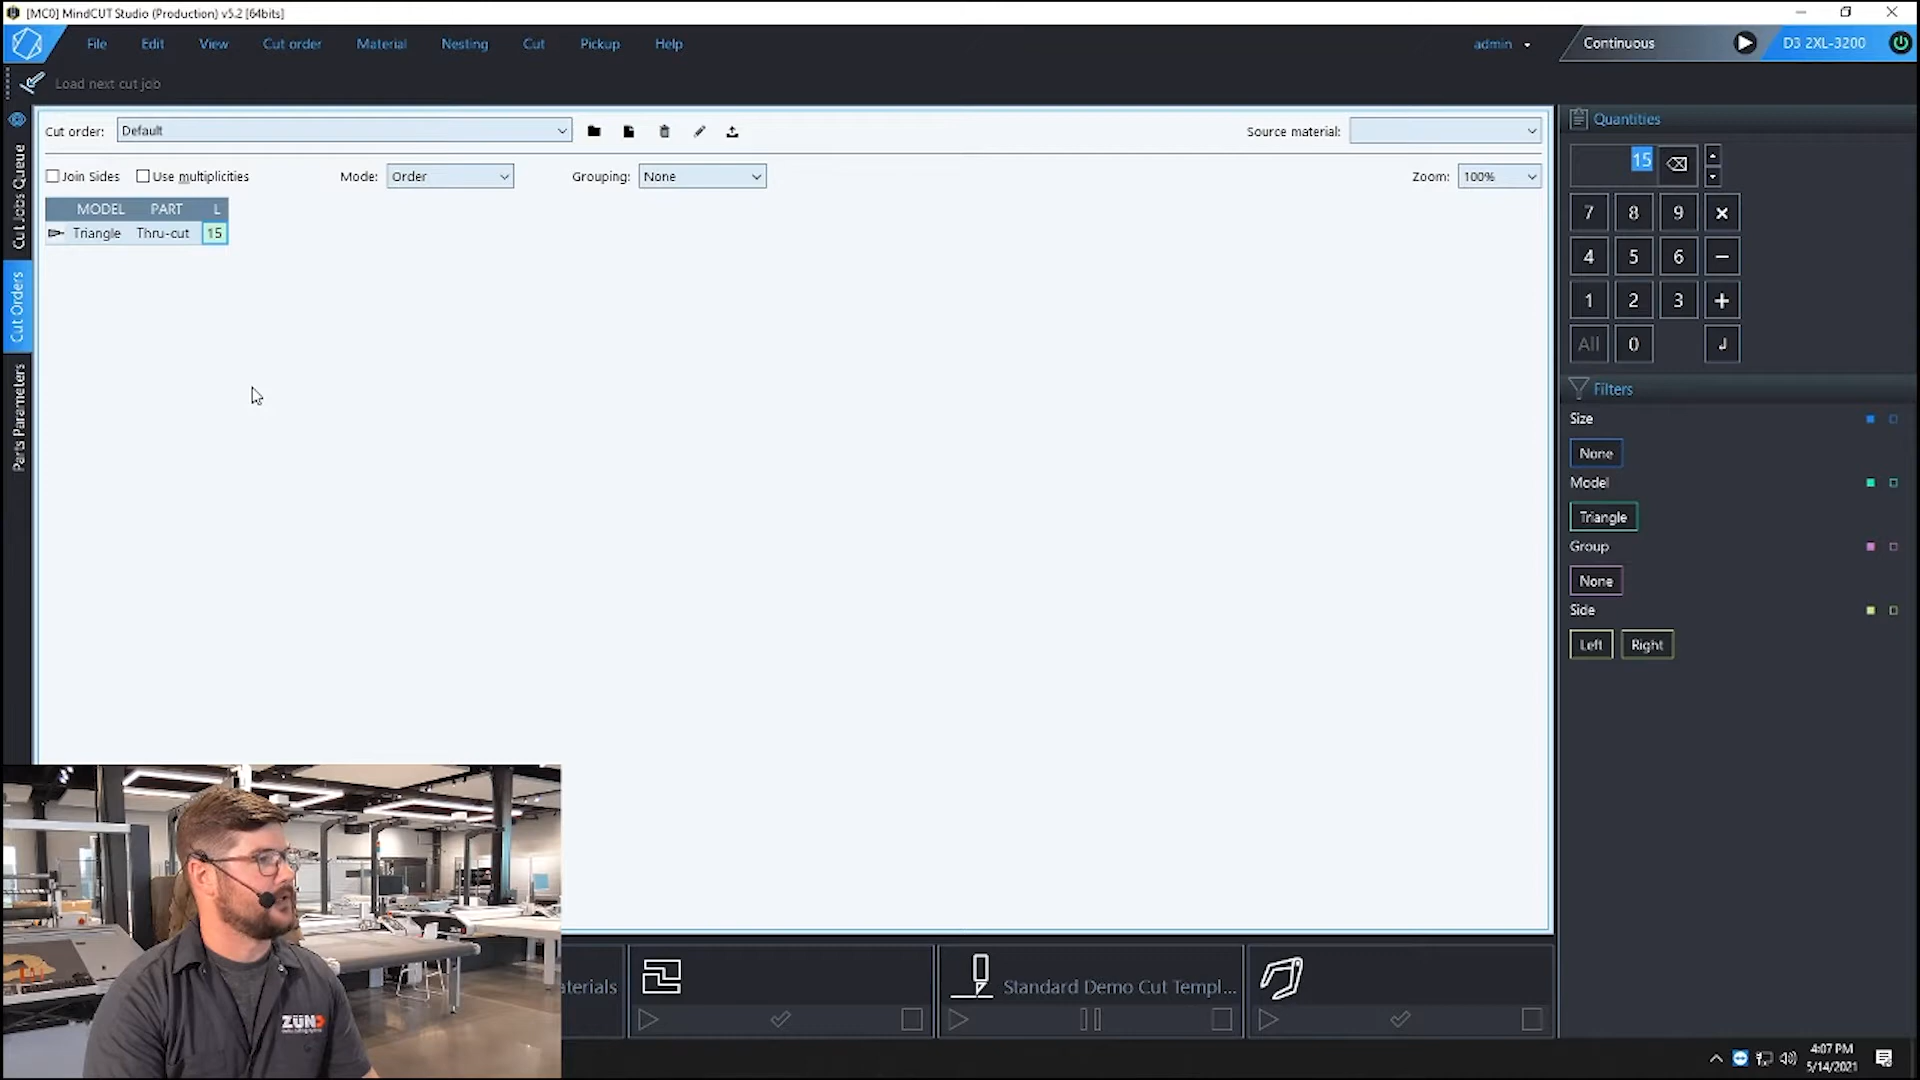 [MC0] MindCUT Studio (Production) v5.2 [64bits]
File Edit View Cut order Material Nesting Cut Pickup Help
admin
Continuous
D3 2XL-3200
Load next cut job
Cut Jobs Queue
Cut Orders
Parts Parameters
Cut order: Default
Source material:
Join Sides
Use multiplicities
Mode: Order
Grouping: None
Zoom: 100%
MODEL PART L
Triangle Thru-cut 15
Quantities
15
7 8 9 ×
4 5 6 −
1 2 3 +
All 0
Filters
Size
None
Model
Triangle
Group
None
Side
Left Right
aterials
Standard Demo Cut Templ...
ZÜND
4:07 PM
5/14/2021